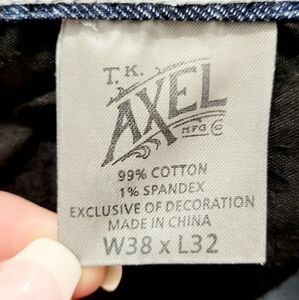 T.K.
AXEL
MFG Co
99% COTTON
1% SPANDEX
EXCLUSIVE OF DECORATION
MADE IN CHINA
W38 x L32